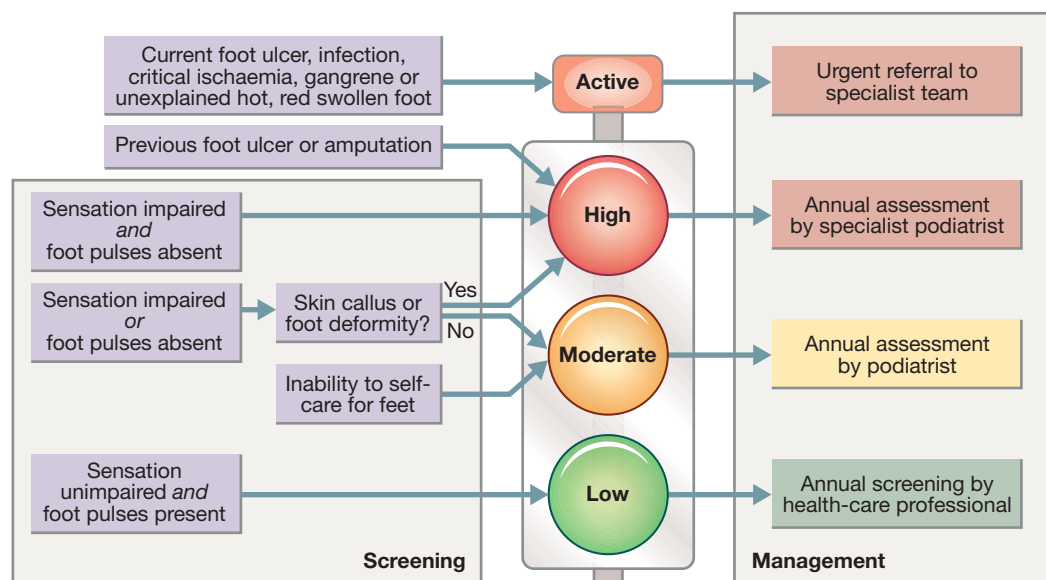 Current foot ulcer, infection,
critical ischaemia, gangrene or
unexplained hot, red swollen foot
Active
Urgent referral to
specialist team
Previous foot ulcer or amputation
Sensation impaired
and
foot pulses absent
High
Annual assessment
by specialist podiatrist
Sensation impaired
or
foot pulses absent
Skin callus or
foot deformity?
Yes
No
Moderate
Annual assessment
by podiatrist
Inability to self-
care for feet
Sensation
unimpaired and
foot pulses present
Low
Annual screening by
health-care professional
Screening
Management